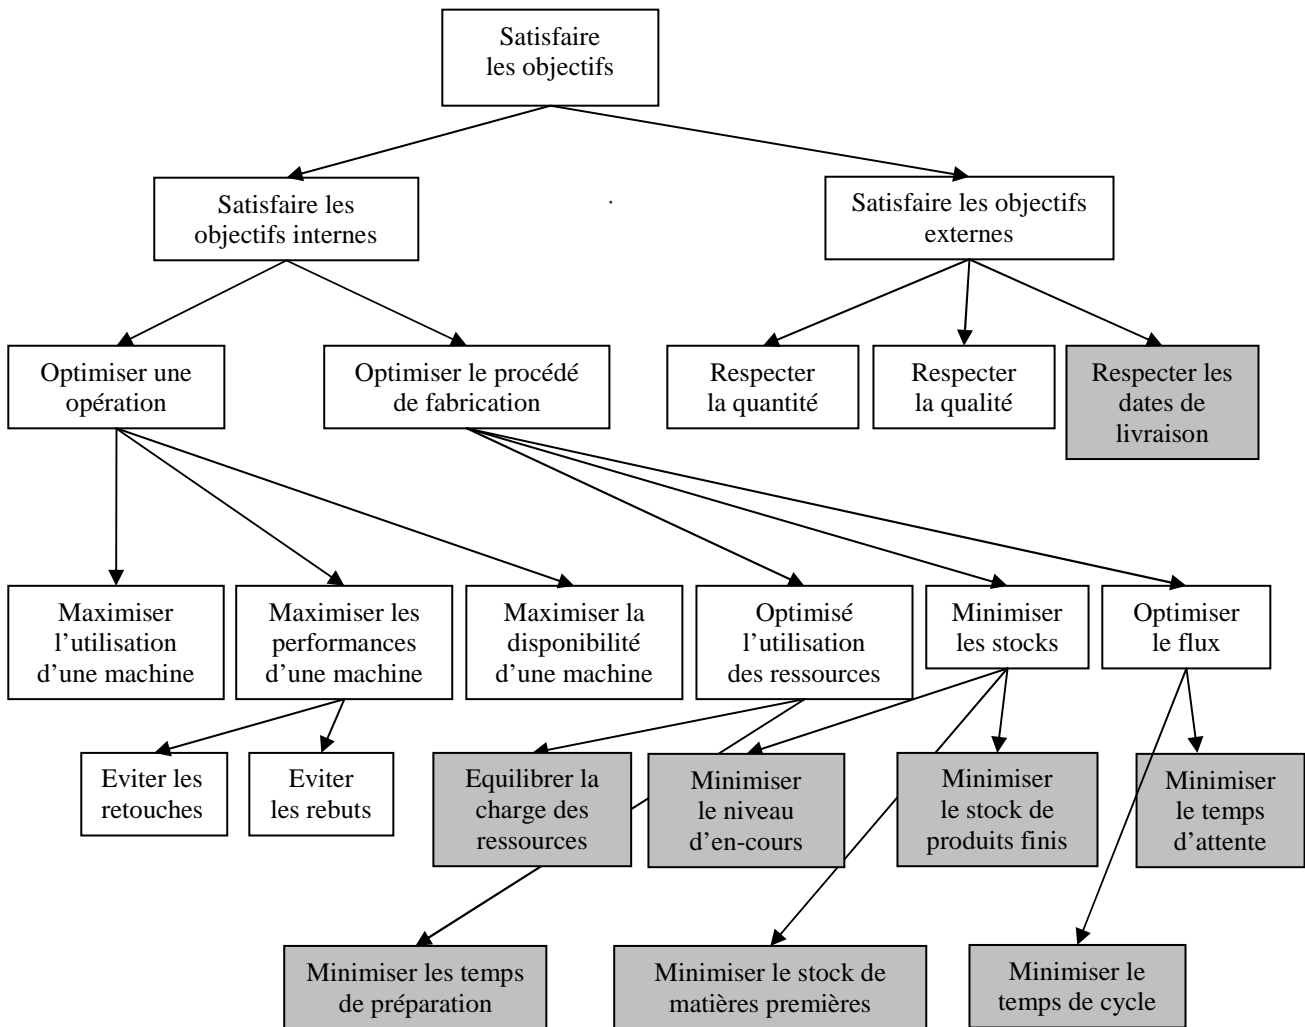 Satisfaire
les objectifs
Satisfaire les
objectifs internes
Satisfaire les objectifs
externes
Optimiser une
opération
Optimiser le procédé
de fabrication
Respecter
la quantité
Respecter
la qualité
Respecter les
dates de
livraison
Maximiser
l’utilisation
d’une machine
Maximiser les
performances
d’une machine
Maximiser la
disponibilité
d’une machine
Optimisé
l’utilisation
des ressources
Minimiser
les stocks
Optimiser
le flux
Eviter les
retouches
Eviter
les rebuts
Equilibrer la
charge des
ressources
Minimiser
le niveau
d’en-cours
Minimiser
le stock de
produits finis
Minimiser
le temps
d’attente
Minimiser les temps
de préparation
Minimiser le stock de
matières premières
Minimiser le
temps de cycle